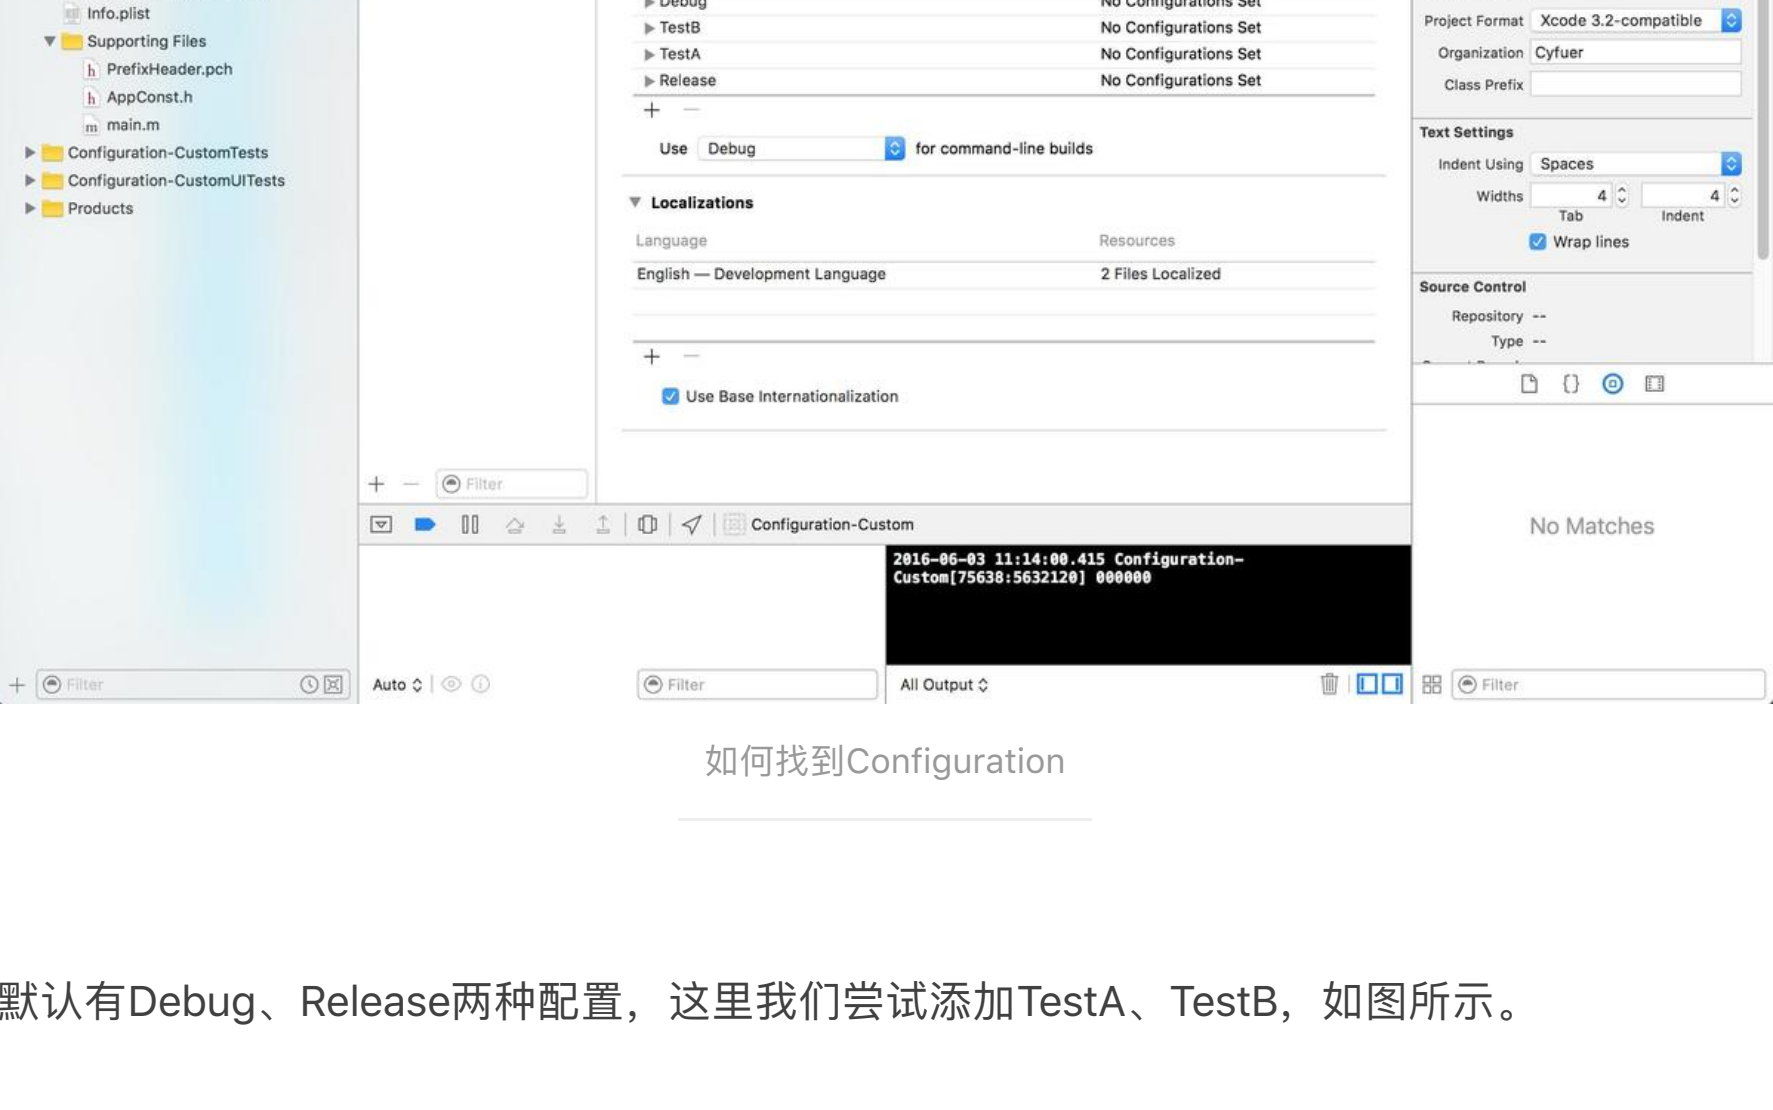 Info.plist
Supporting Files
PrefixHeader.pch
AppConst.h
main.m
Configuration-CustomTests
Configuration-CustomUITests
Products
Filter
Debug No Configurations Set
TestB No Configurations Set
TestA No Configurations Set
Release No Configurations Set
Use Debug for command-line builds
Localizations
Language Resources
English — Development Language 2 Files Localized
Use Base Internationalization
Filter
Configuration-Custom
2016-06-03 11:14:00.415 Configuration-
Custom[75638:5632120] 000000
Auto Filter All Output
Project Format Xcode 3.2-compatible
Organization Cyfuer
Class Prefix
Text Settings
Indent Using Spaces
Widths 4 4
Tab Indent
Wrap lines
Source Control
Repository --
Type --
No Matches
Filter
如何找到Configuration
默认有Debug、Release两种配置，这里我们尝试添加TestA、TestB，如图所示。